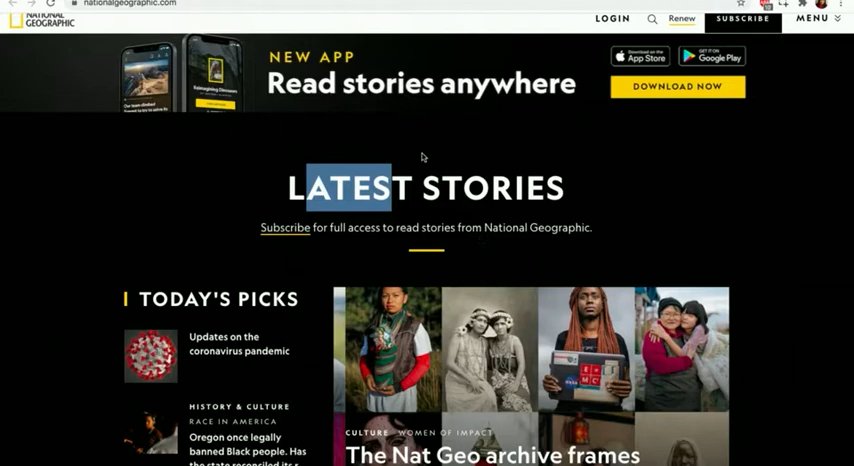 nationalgeographic.com
NATIONAL
GEOGRAPHIC
LOGIN
Renew
SUBSCRIBE
MENU
NEW APP
Read stories anywhere
Download on the
App Store
GET IT ON
Google Play
DOWNLOAD NOW
LATEST STORIES
Subscribe for full access to read stories from National Geographic.
TODAY'S PICKS
Updates on the
coronavirus pandemic
HISTORY & CULTURE
RACE IN AMERICA
Oregon once legally
banned Black people. Has
the state reconciled its
CULTURE WOMEN OF IMPACT
The Nat Geo archive frames